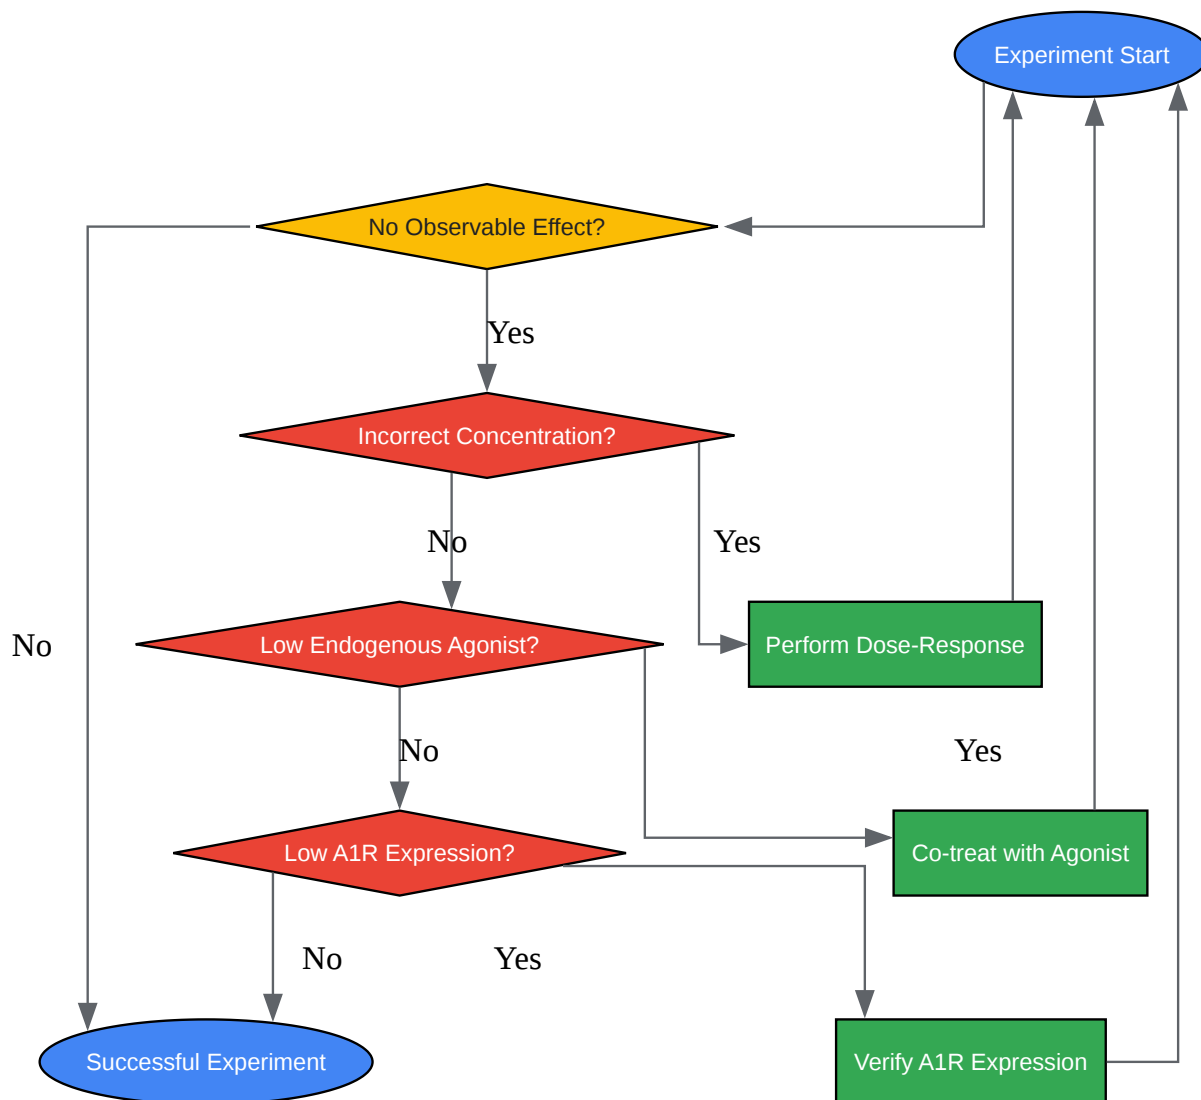 Experiment Start
No Observable Effect?
Yes
Incorrect Concentration?
No
Yes
No
Low Endogenous Agonist?
Perform Dose-Response
No
Yes
Low A1R Expression?
Co-treat with Agonist
No
Yes
Successful Experiment
Verify A1R Expression